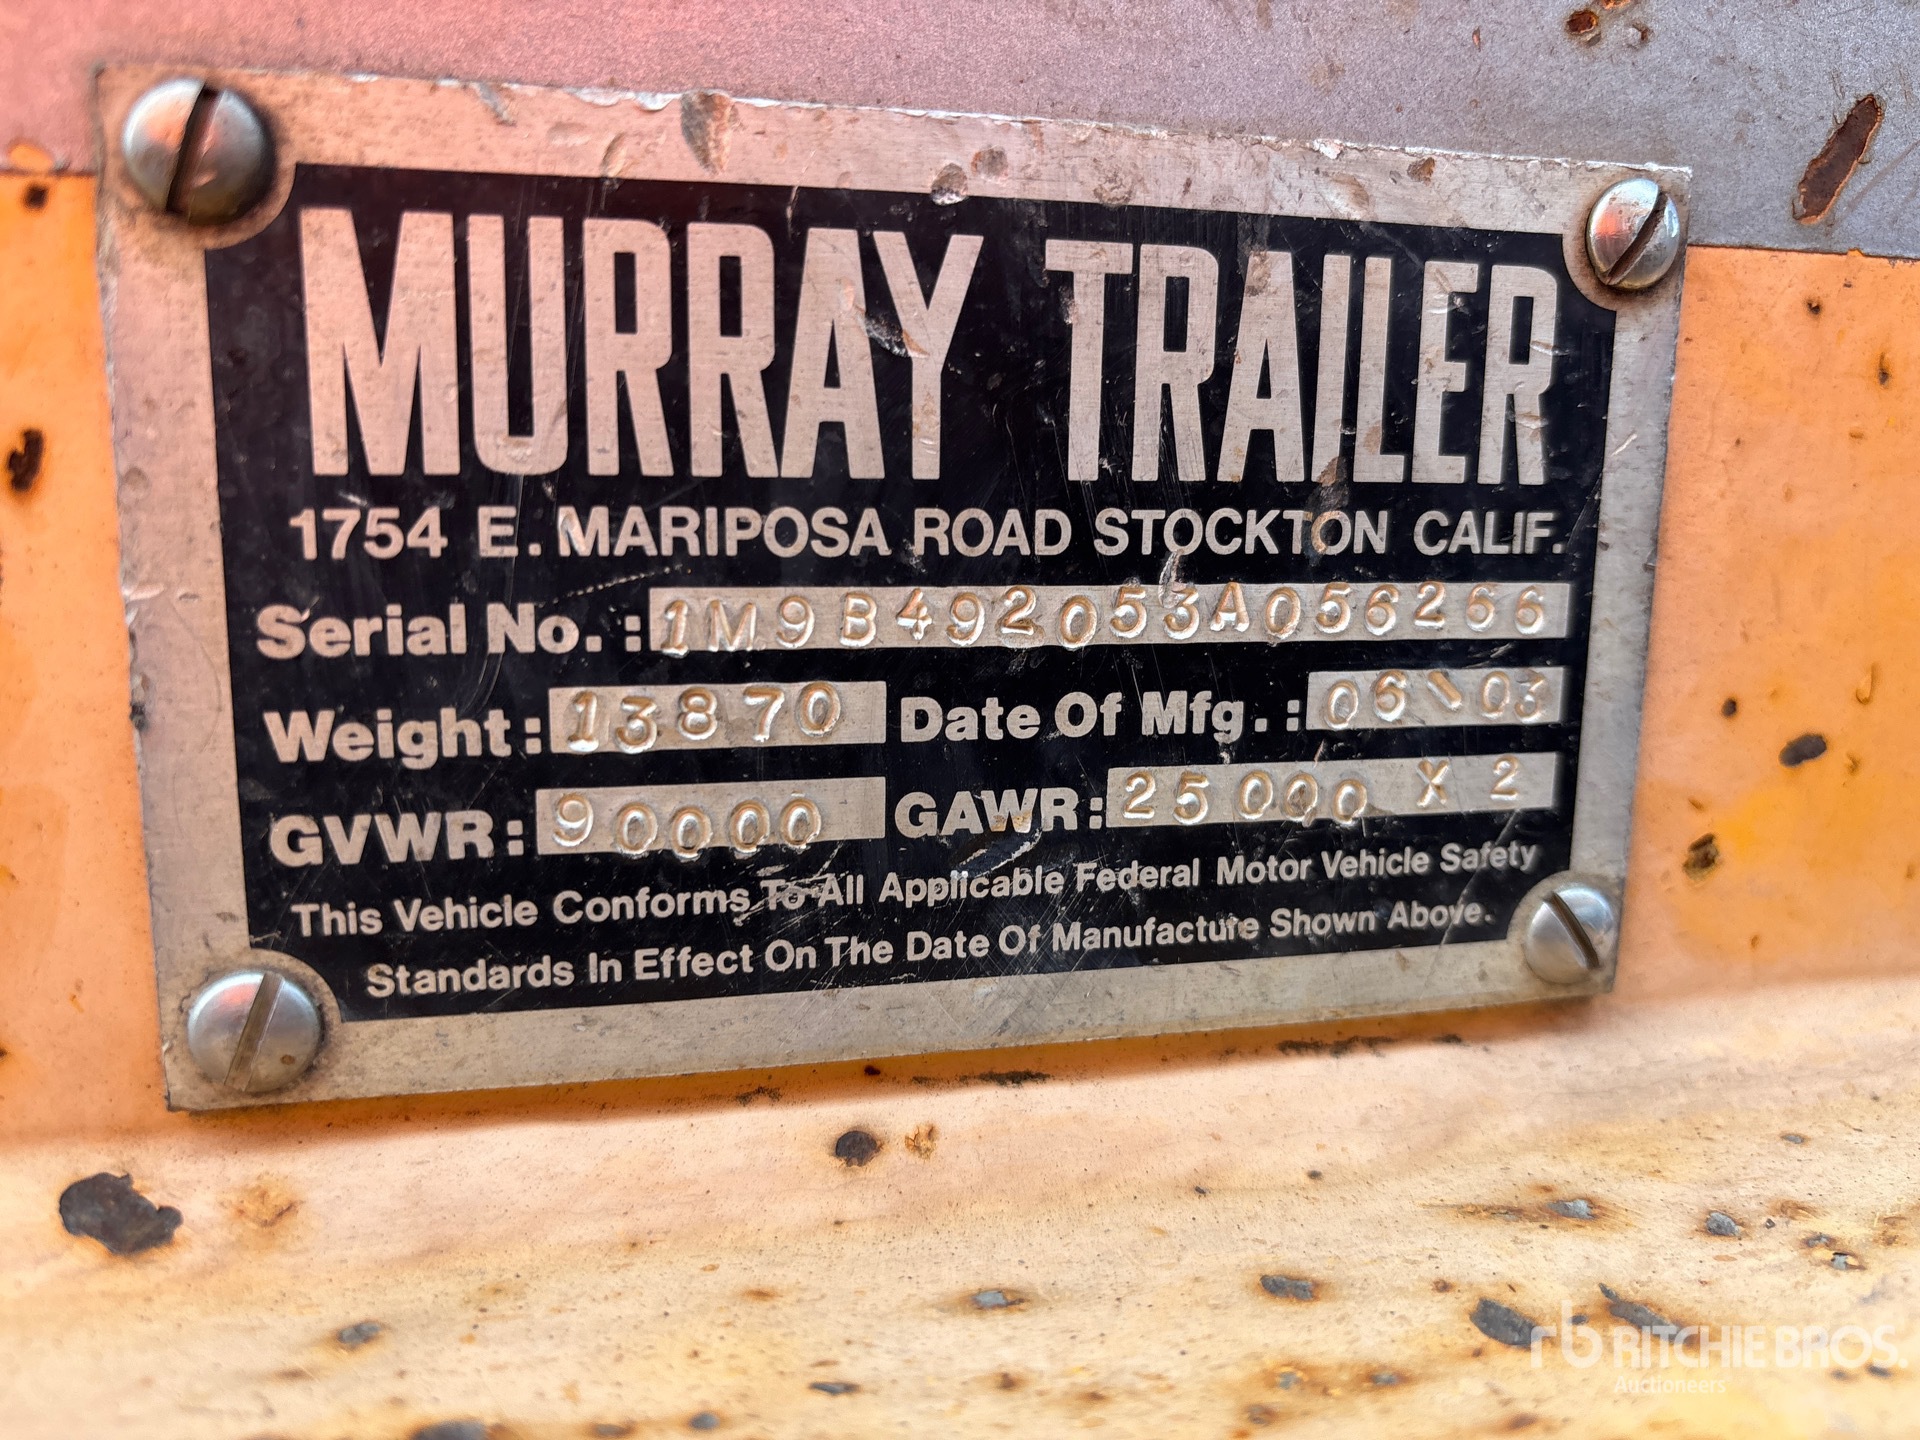 MURRAY TRAILER
1754 E. MARIPOSA ROAD STOCKTON CALIF.
Serial No.: 1M9B492053A056266
Weight: 13870 Date Of Mfg.: 06\03
GVWR: 90000 GAWR: 25000 X 2
This Vehicle Conforms To All Applicable Federal Motor Vehicle Safety
Standards In Effect On The Date Of Manufacture Shown Above.
rb RITCHIE BROS.
Auctioneers